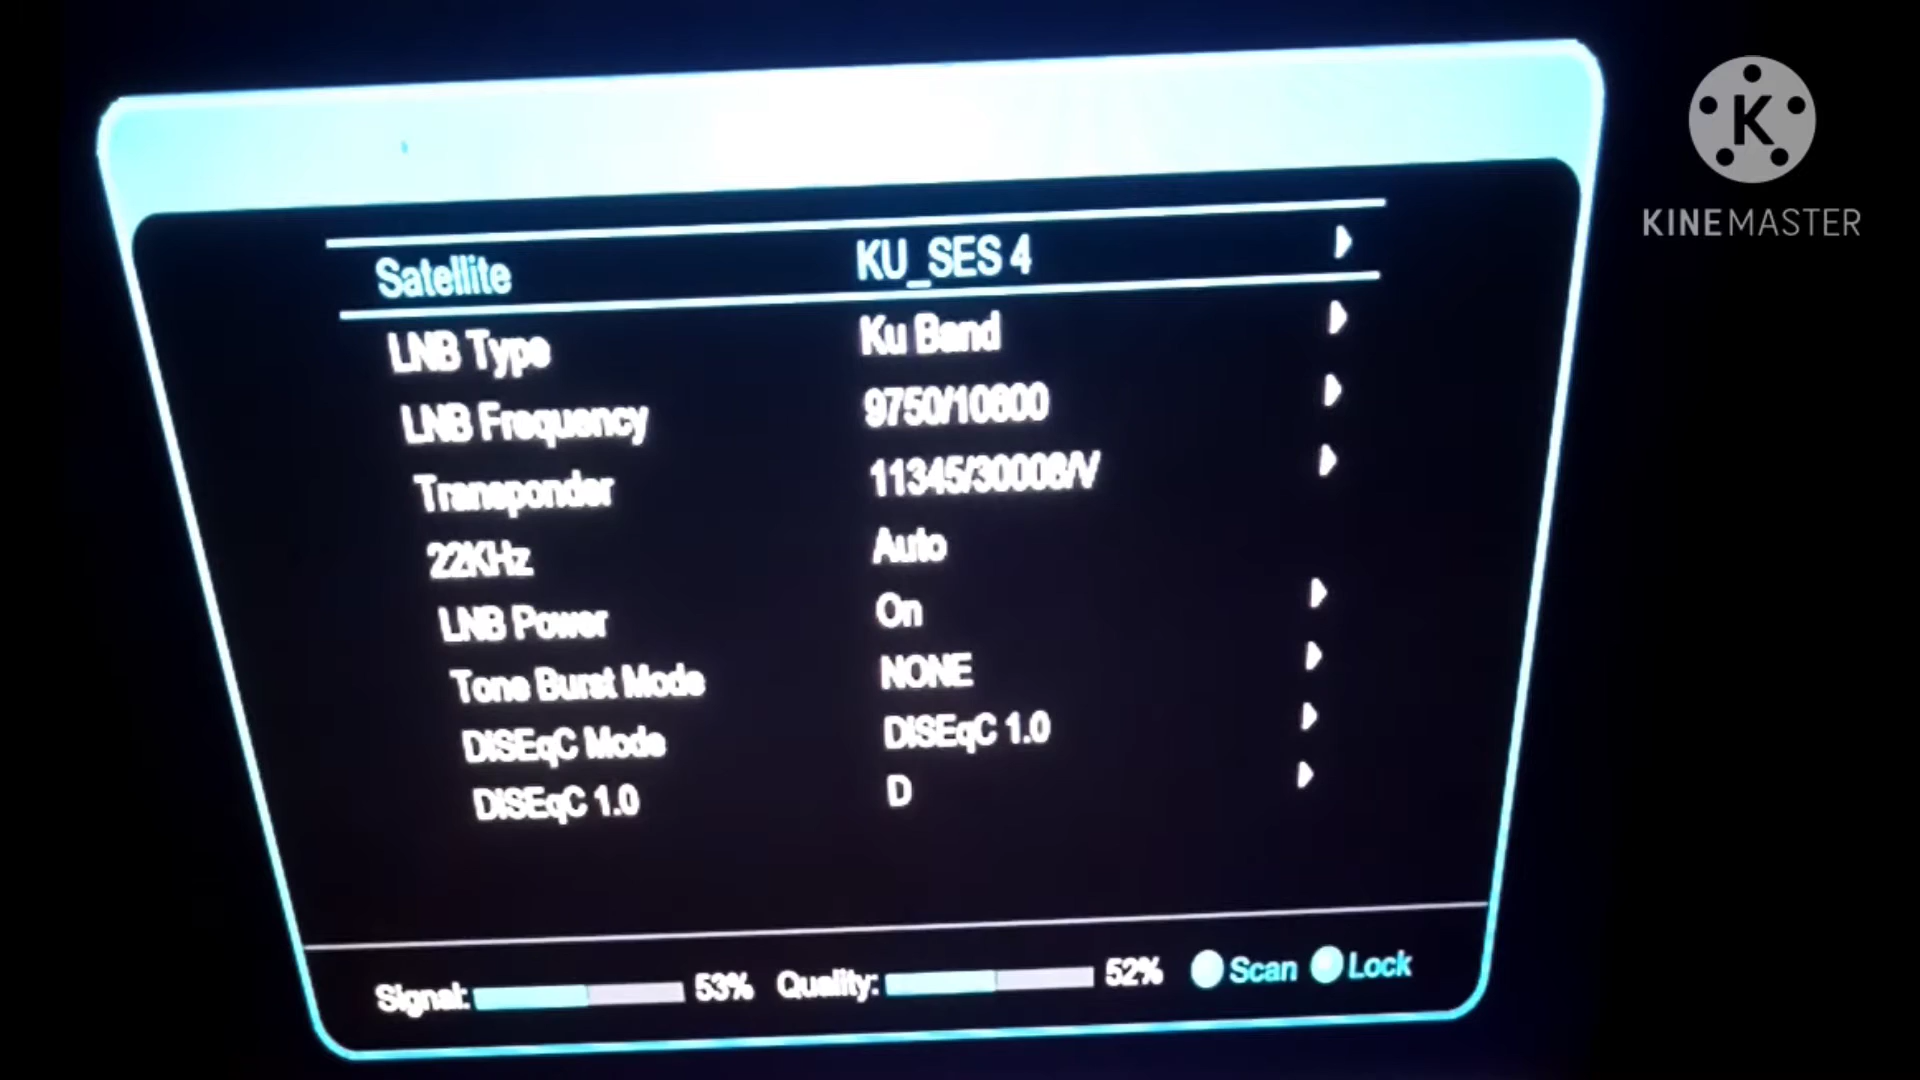 K
KINEMASTER
Satellite KU_SES 4
LNB Type Ku Band
LNB Frequency 9750/10600
Transponder 11345/30008/V
22KHz Auto
LNB Power On
Tone Burst Mode NONE
DISEqC Mode DISEqC 1.0
DISEqC 1.0 D
Signal: 53% Quality: 52% Scan Lock